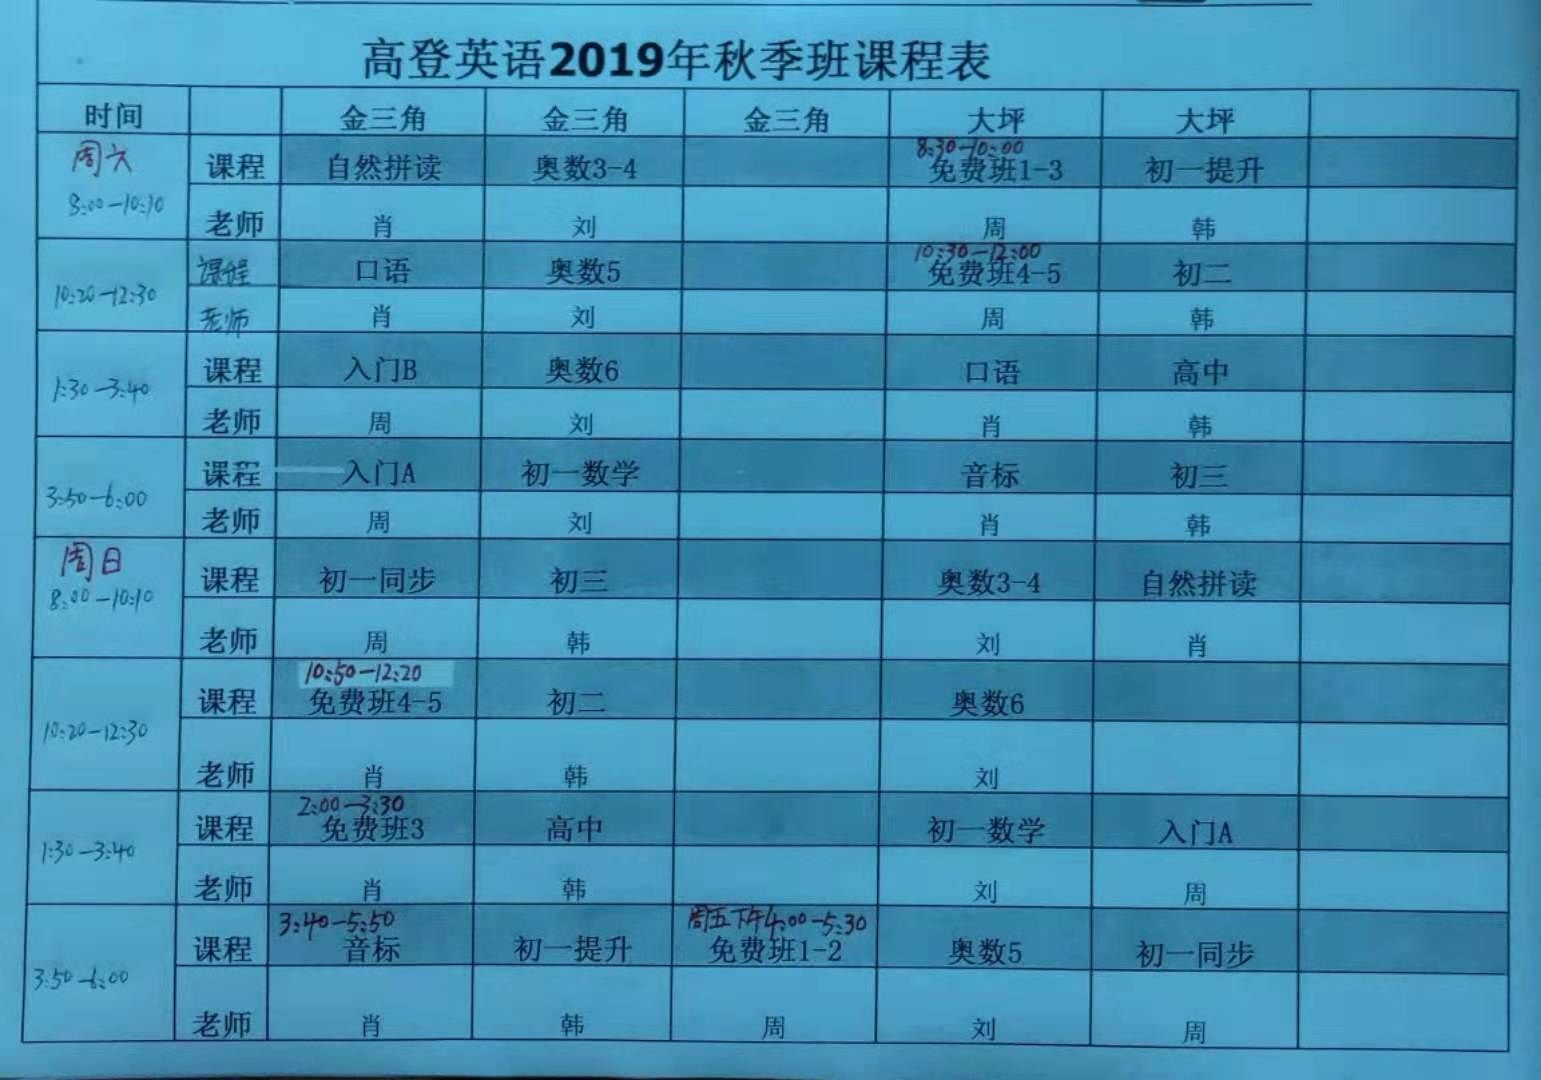 高登英语2019年秋季班课程表
时间 金三角 金三角 金三角 大坪 大坪
周六 8:30-10:00
课程 自然拼读 奥数3-4 免费班1-3 初一提升
8:00-10:10
老师 肖 刘 周 韩
10:30-12:00
课程 口语 奥数5 免费班4-5 初二
10:20-12:30
老师 肖 刘 周 韩
课程 入门B 奥数6 口语 高中
1:30-3:40
老师 周 刘 肖 韩
课程 入门A 初一数学 音标 初三
3:50-6:00
老师 周 刘 肖 韩
周日
课程 初一同步 初三 奥数3-4 自然拼读
8:00-10:10
老师 周 韩 刘 肖
10:50-12:20
课程 免费班4-5 初二 奥数6
10:20-12:30
老师 肖 韩 刘
2:00-3:30
课程 免费班3 高中 初一数学 入门A
1:30-3:40
老师 肖 韩 刘 周
3:40-5:50 周五下午4:00-5:30
课程 音标 初一提升 免费班1-2 奥数5 初一同步
3:50-6:00
老师 肖 韩 周 刘 周